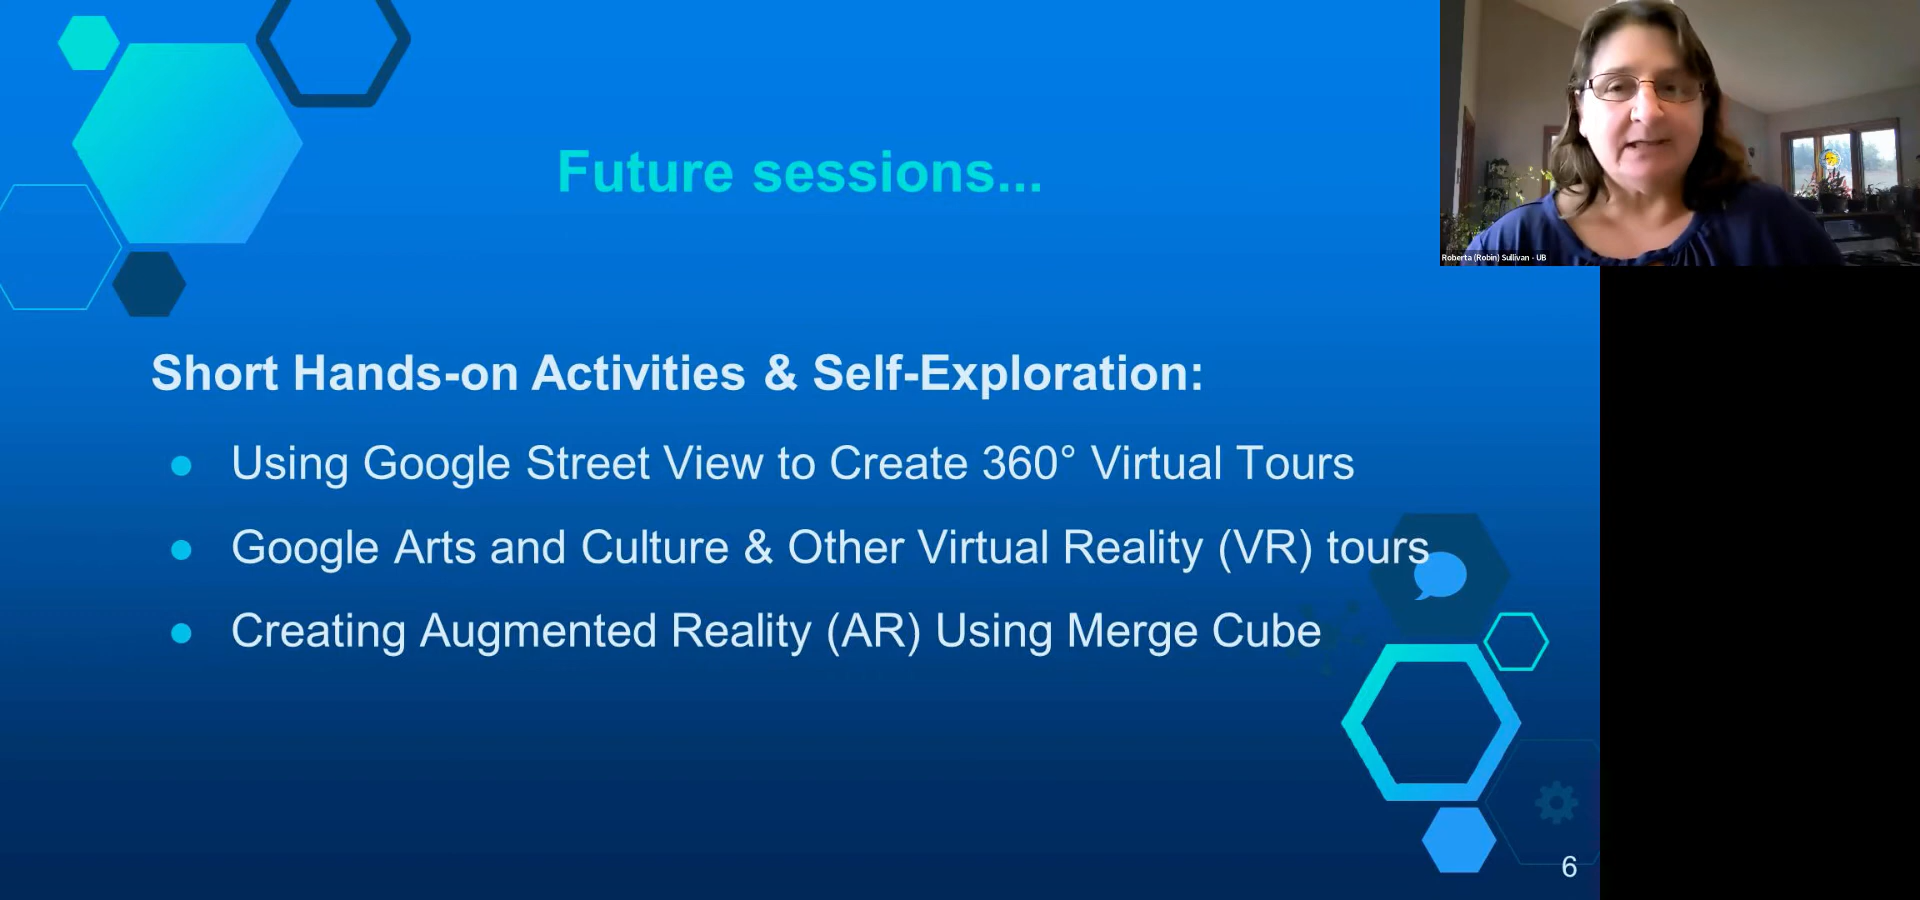 Future sessions...
Roberta (Robin) Sullivan - UB
Short Hands-on Activities & Self-Exploration:
● Using Google Street View to Create 360° Virtual Tours
● Google Arts and Culture & Other Virtual Reality (VR) tours
● Creating Augmented Reality (AR) Using Merge Cube
6